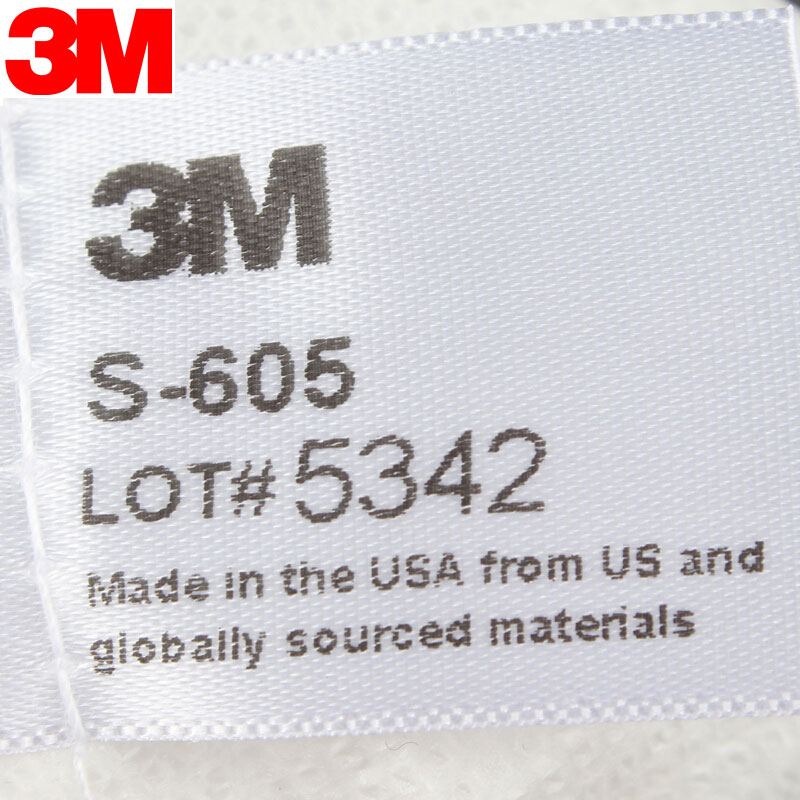 3M
3M
S-605
LOT# 5342
Made in the USA from US and
globally sourced materials